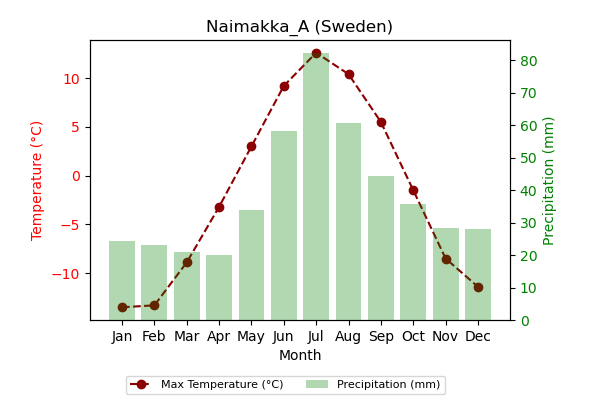 Naimakka_A (Sweden)
Temperature (°C)
10
5
0
−5
−10
80
70
60
50
40
30
20
10
0
Precipitation (mm)
Jan Feb Mar Apr May Jun Jul Aug Sep Oct Nov Dec
Month
Max Temperature (°C) Precipitation (mm)